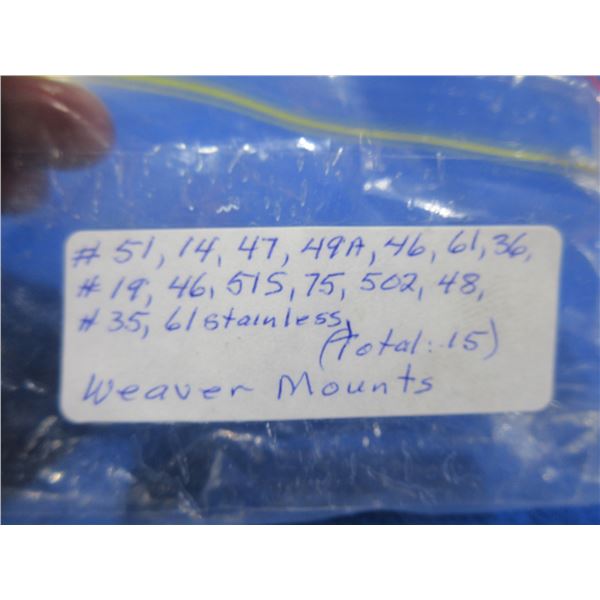 # 51, 14, 47, 49A, 46, 61, 36,
# 19, 46, 51S, 75, 502, 48,
# 35, 61 stainless,
(Total: 15)
Weaver Mounts